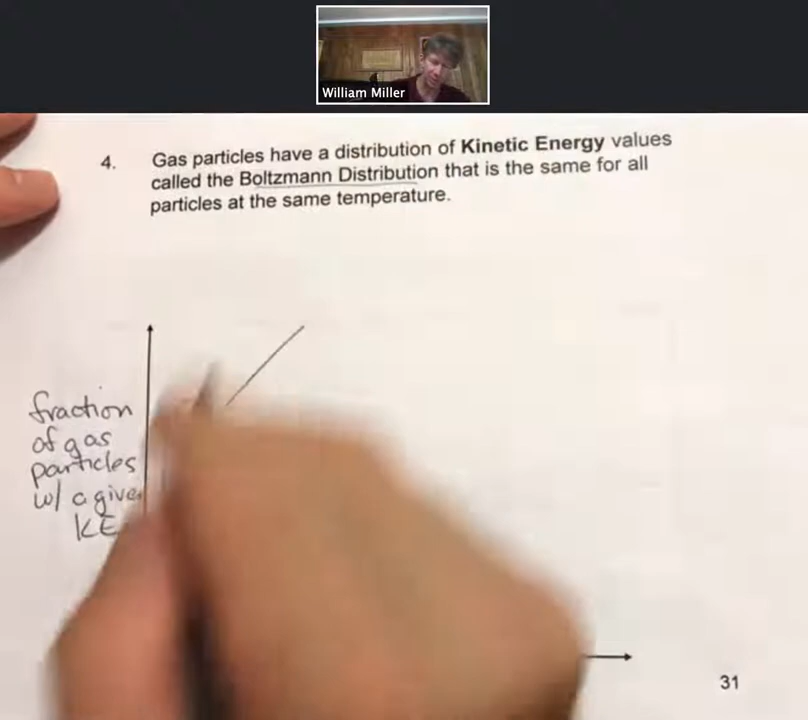 William Miller
4. Gas particles have a distribution of Kinetic Energy values
called the Boltzmann Distribution that is the same for all
particles at the same temperature.
fraction
of gas
particles
w/ a give
KE
31